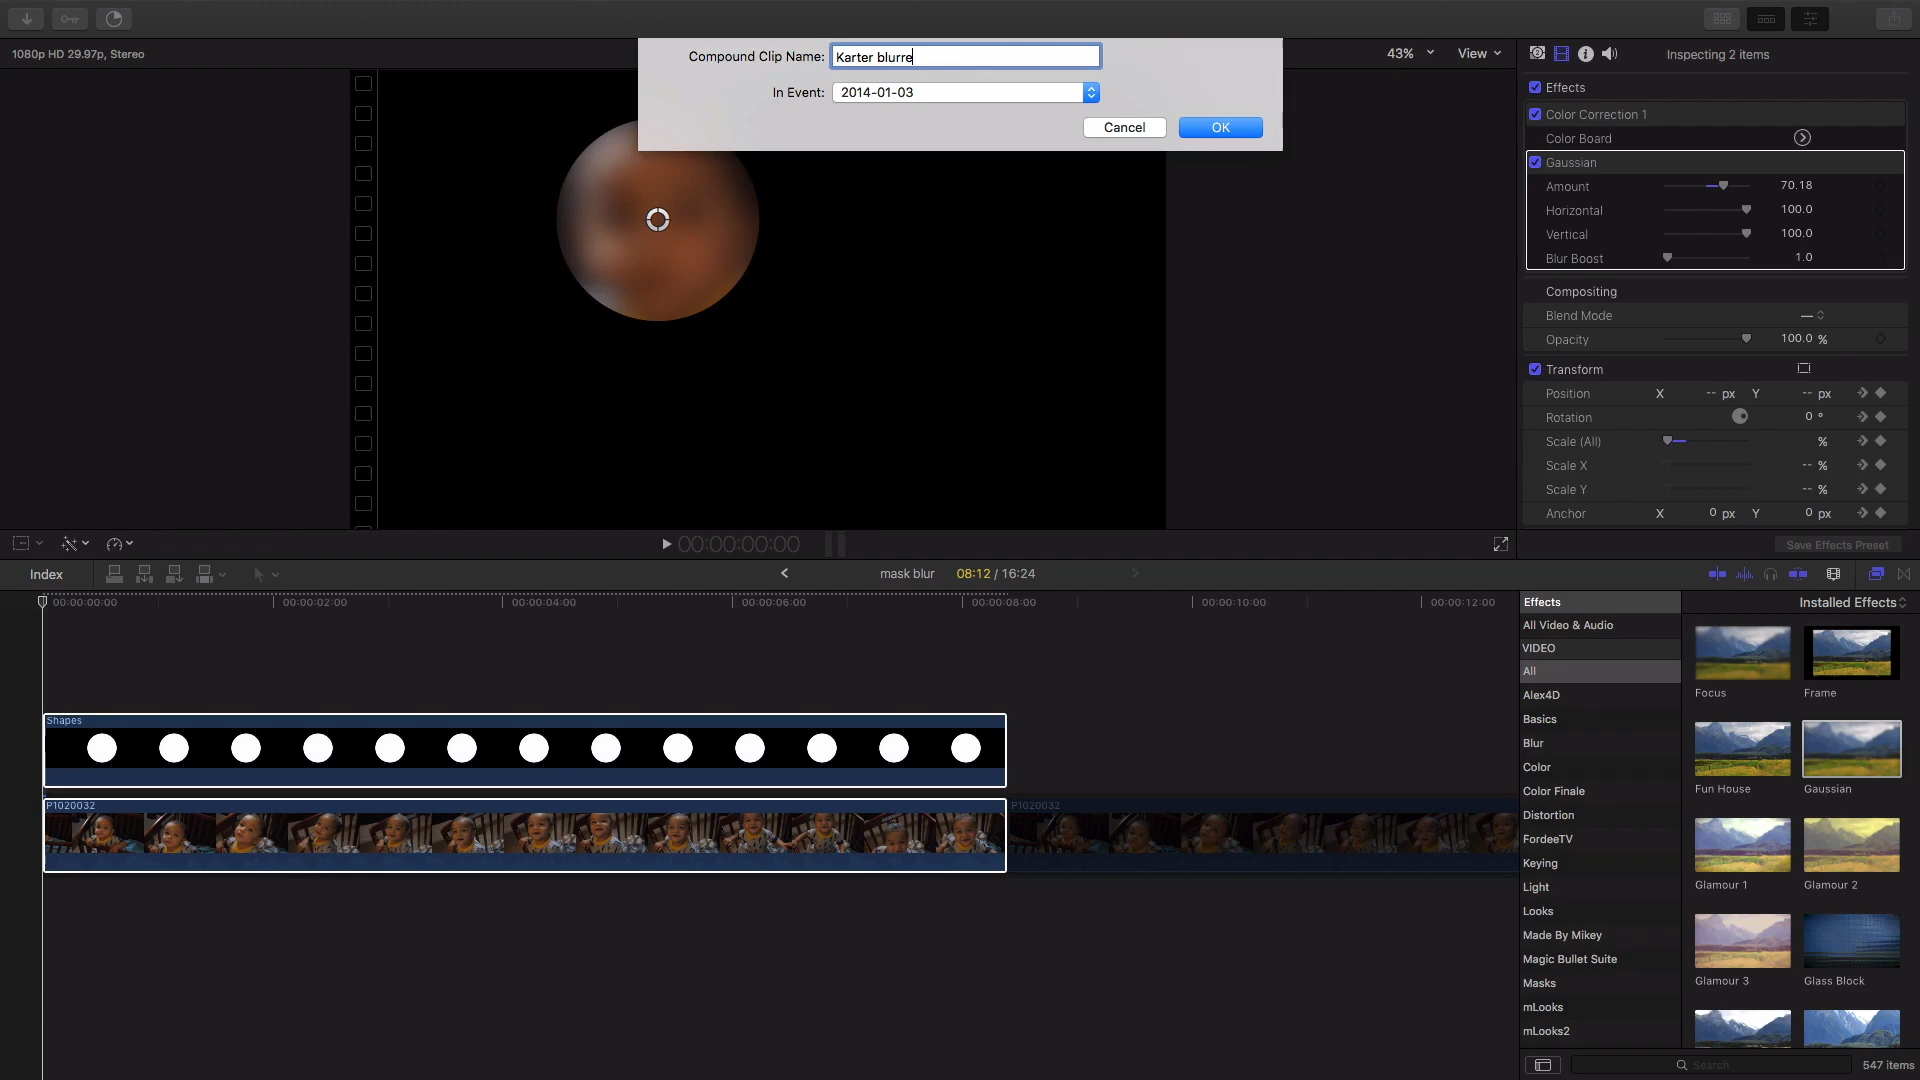 1080p HD 29.97p, Stereo
Compound Clip Name: Karter blurre
In Event: 2014-01-03
Cancel OK
43% View
Inspecting 2 items
Effects
Color Correction 1
Color Board
Gaussian
Amount 70.18
Horizontal 100.0
Vertical 100.0
Blur Boost 1.0
Compositing
Blend Mode —
Opacity 100.0 %
Transform
Position X -- px Y -- px
Rotation 0 °
Scale (All) %
Scale X -- %
Scale Y -- %
Anchor X 0 px Y 0 px
Save Effects Preset
00:00:00:00
Index
mask blur 08:12 / 16:24
00:00:00:00 00:00:02:00 00:00:04:00 00:00:06:00 00:00:08:00 00:00:10:00 00:00:12:00
Shapes
P1020032
P1020032
Effects
All Video & Audio
VIDEO
All
Alex4D
Basics
Blur
Color
Color Finale
Distortion
FordeeTV
Keying
Light
Looks
Made By Mikey
Magic Bullet Suite
Masks
mLooks
mLooks2
Installed Effects
Focus
Frame
Fun House
Gaussian
Glamour 1
Glamour 2
Glamour 3
Glass Block
Search
547 items